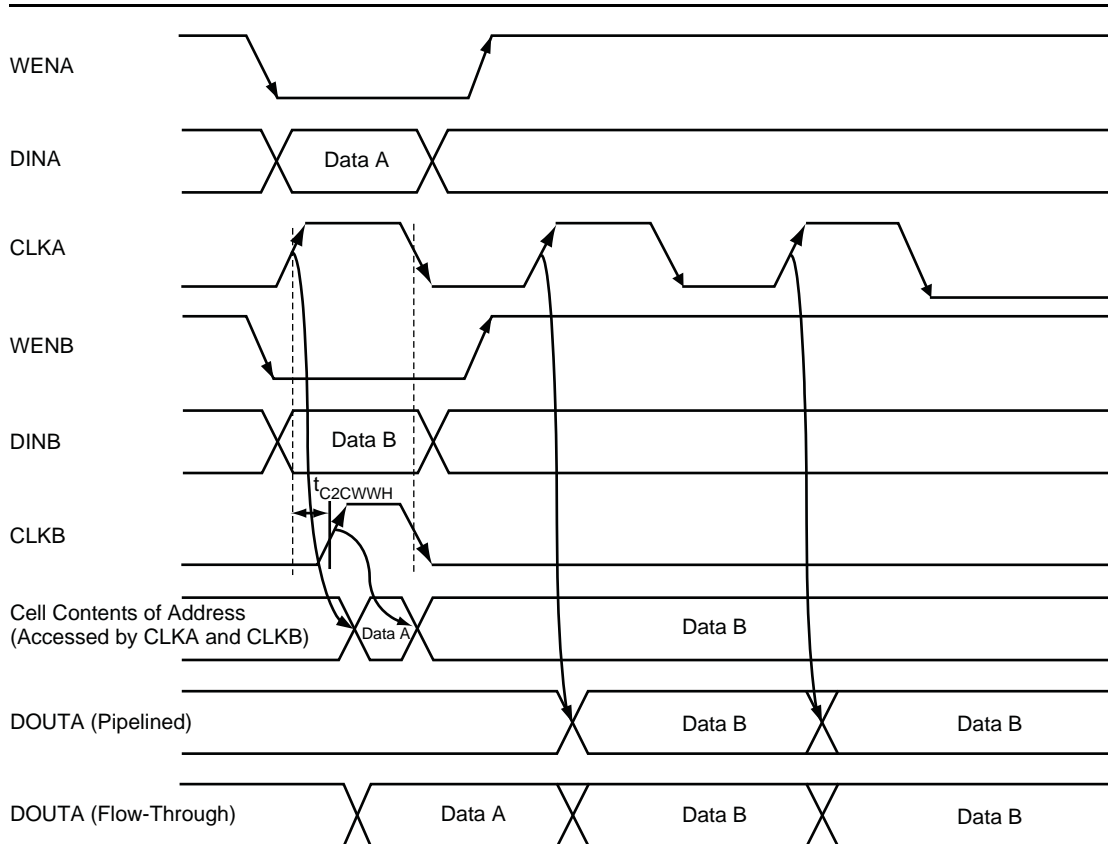 WENA
DINA
Data A
CLKA
WENB
DINB
Data B
tC2CWWH
CLKB
Cell Contents of Address
(Accessed by CLKA and CLKB)
Data A
Data B
DOUTA (Pipelined)
Data B
Data B
DOUTA (Flow-Through)
Data A
Data B
Data B